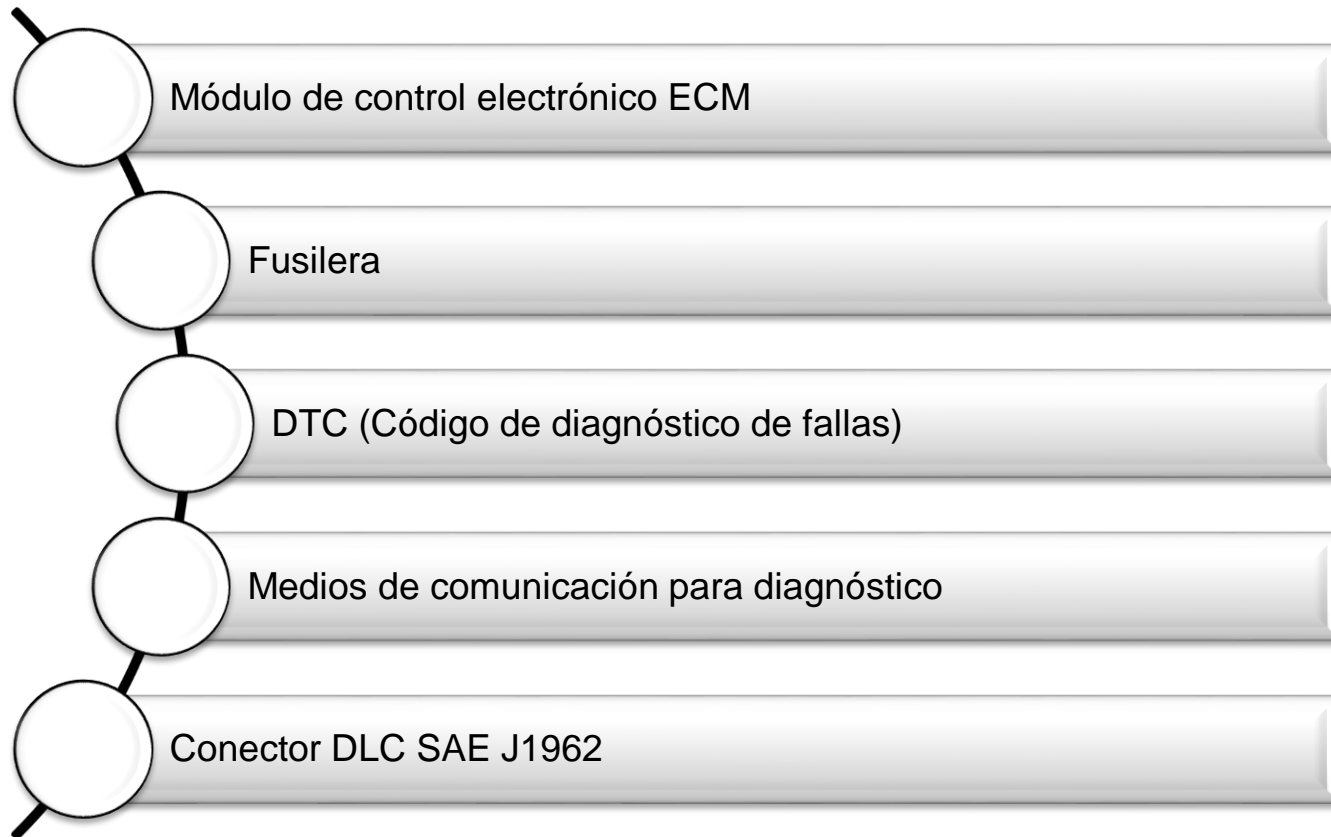 Módulo de control electrónico ECM
Fusilera
DTC (Código de diagnóstico de fallas)
Medios de comunicación para diagnóstico
Conector DLC SAE J1962